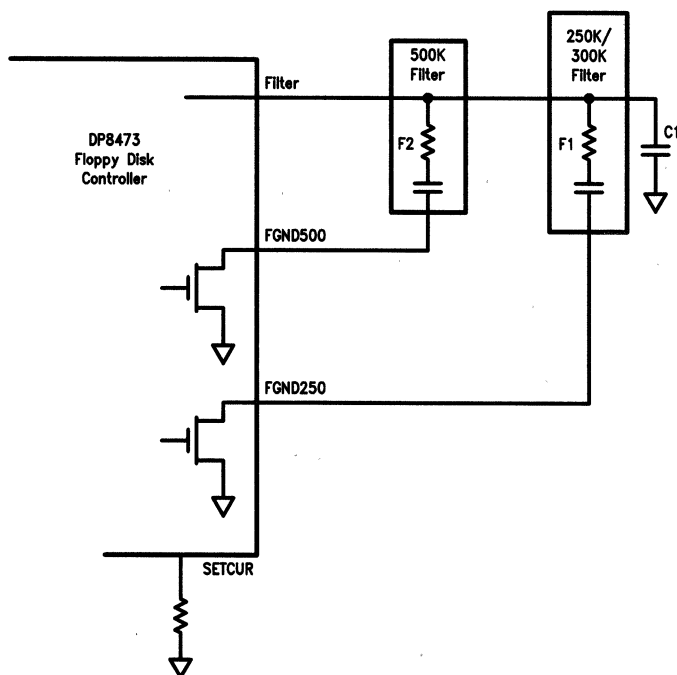 250K/
300K
Filter
500K
Filter
Filter
C1
F2
F1
DP8473
Floppy Disk
Controller
FGND500
FGND250
SETCUR